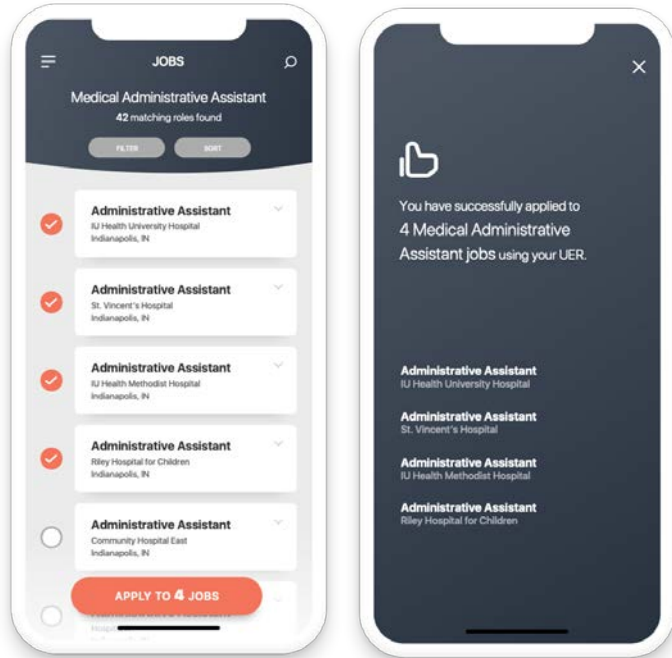 JOBS
Medical Administrative Assistant
42 matching roles found
FILTER
SORT
Administrative Assistant
IU Health University Hospital
Indianapolis, IN
Administrative Assistant
St. Vincent's Hospital
Indianapolis, IN
Administrative Assistant
IU Health Methodist Hospital
Indianapolis, IN
Administrative Assistant
Riley Hospital for Children
Indianapolis, IN
Administrative Assistant
Community Hospital East
Indianapolis, IN
APPLY TO 4 JOBS
You have successfully applied to
4 Medical Administrative
Assistant jobs using your UER.
Administrative Assistant
IU Health University Hospital
Administrative Assistant
St. Vincent's Hospital
Administrative Assistant
IU Health Methodist Hospital
Administrative Assistant
Riley Hospital for Children